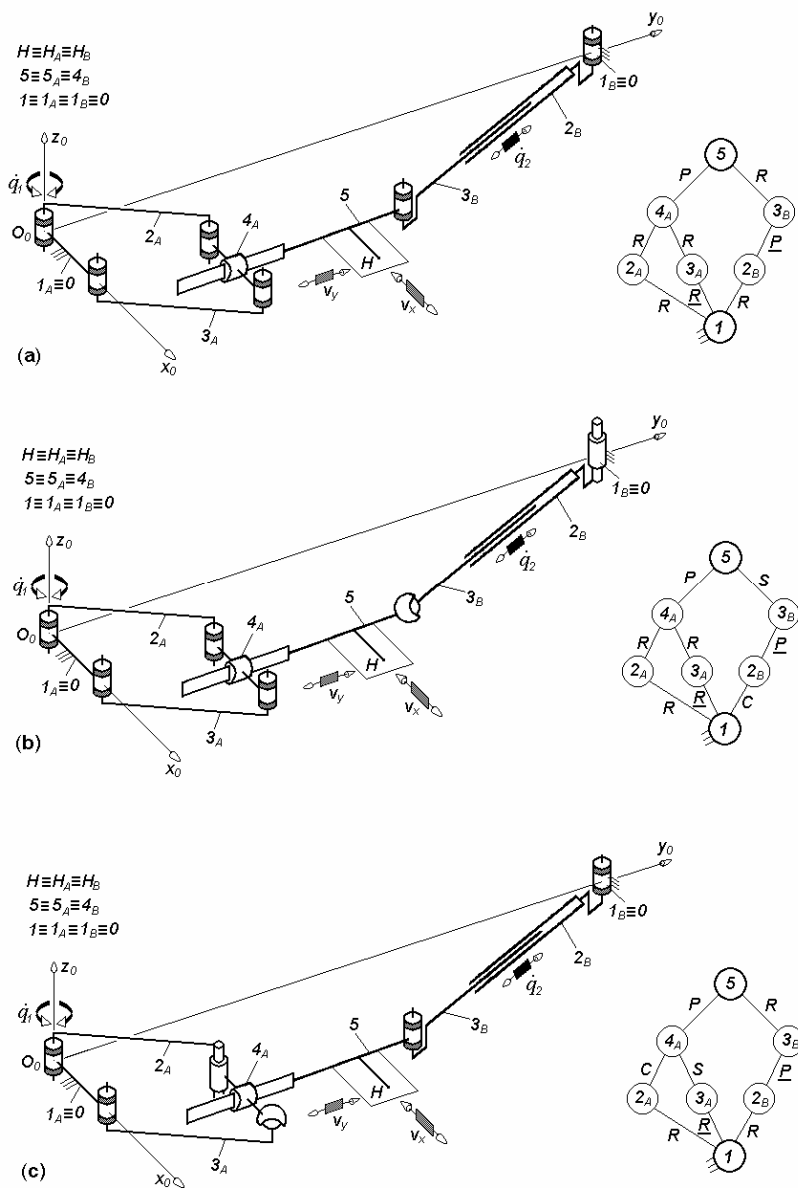 H≡H_A≡H_B
5≡5_A≡4_B
1≡1_A≡1_B≡0
y_0
1_B≡0
2_B
q̇_2
3_B
z_0
q̇_1
O_0
2_A
4_A
5
H
v_y
v_x
1_A≡0
3_A
x_0
5
P R
4_A 3_B
R R P
2_A 3_A 2_B
R R R
1
(a)
H≡H_A≡H_B
5≡5_A≡4_B
1≡1_A≡1_B≡0
y_0
1_B≡0
2_B
q̇_2
3_B
z_0
q̇_1
O_0
2_A
4_A
5
H
v_y
v_x
1_A≡0
3_A
x_0
5
P S
4_A 3_B
R R P
2_A 3_A 2_B
R R C
1
(b)
H≡H_A≡H_B
5≡5_A≡4_B
1≡1_A≡1_B≡0
y_0
1_B≡0
2_B
q̇_2
3_B
z_0
q̇_1
O_0
2_A
4_A
5
H
v_y
v_x
1_A≡0
3_A
x_0
5
P R
4_A 3_B
C S P
2_A 3_A 2_B
R R R
1
(c)